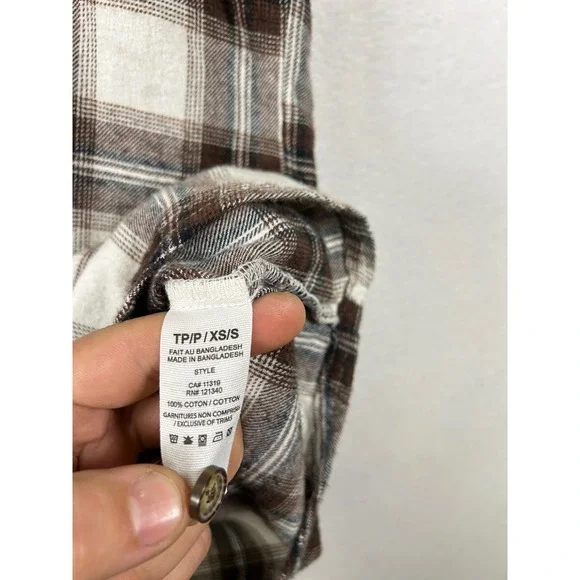 TP/P / XS/S
FAIT AU BANGLADESH
MADE IN BANGLADESH
STYLE
CA# 11319
RN# 121340
100% COTON / COTTON
GARNITURES NON COMPRISE
/ EXCLUSIVE OF TRIMS